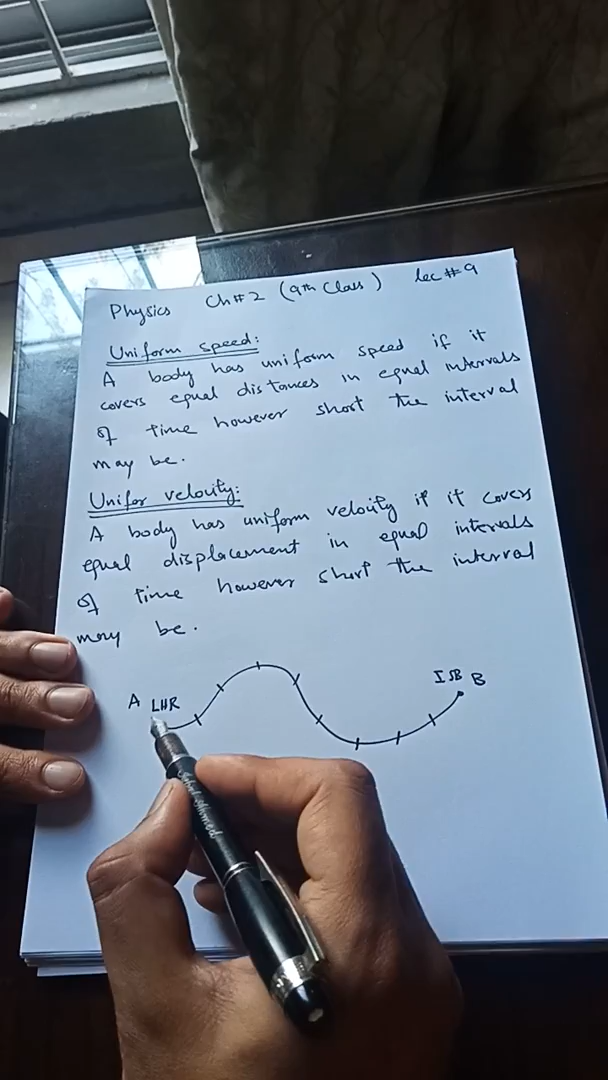 Physics Ch#2 (9th Class) Lec#9
Uniform speed:
A body has uniform speed if it
covers equal distances in equal intervals
of time however short the interval
may be.
Unifor velocity:
A body has uniform velocity if it covers
equal displacement in equal intervals
of time however short the interval
may be.
A LHR
ISB B